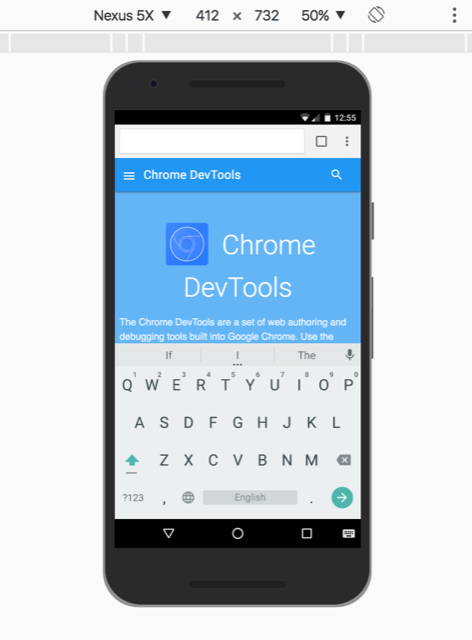 Nexus 5X ▼ 412 × 732 50% ▼
12:55
Chrome DevTools
Chrome
DevTools
The Chrome DevTools are a set of web authoring and
debugging tools built into Google Chrome. Use the
If I The
1 2 3 4 5 6 7 8 9 0
Q W E R T Y U I O P
A S D F G H J K L
Z X C V B N M
?123 , English .